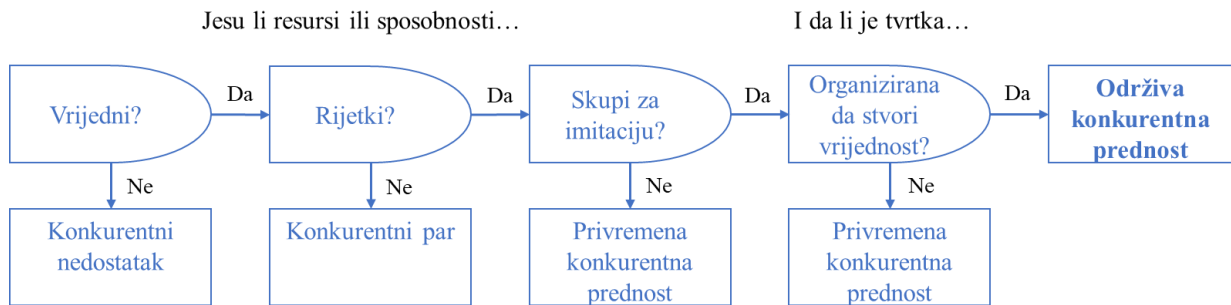 Jesu li resursi ili sposobnosti…
I da li je tvrtka…
Vrijedni?
Da
Rijetki?
Da
Skupi za
imitaciju?
Da
Organizirana
da stvori
vrijednost?
Da
Održiva
konkurentna
prednost
Ne
Ne
Ne
Ne
Konkurentni
nedostatak
Konkurentni par
Privremena
konkurentna
prednost
Privremena
konkurentna
prednost